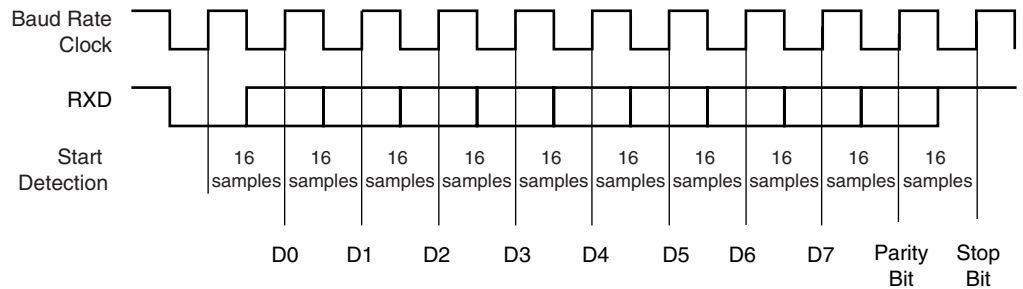 Baud Rate
Clock
RXD
Start
Detection
16 16 16 16 16 16 16 16 16 16
samples samples samples samples samples samples samples samples samples samples
D0 D1 D2 D3 D4 D5 D6 D7 Parity Stop
Bit Bit